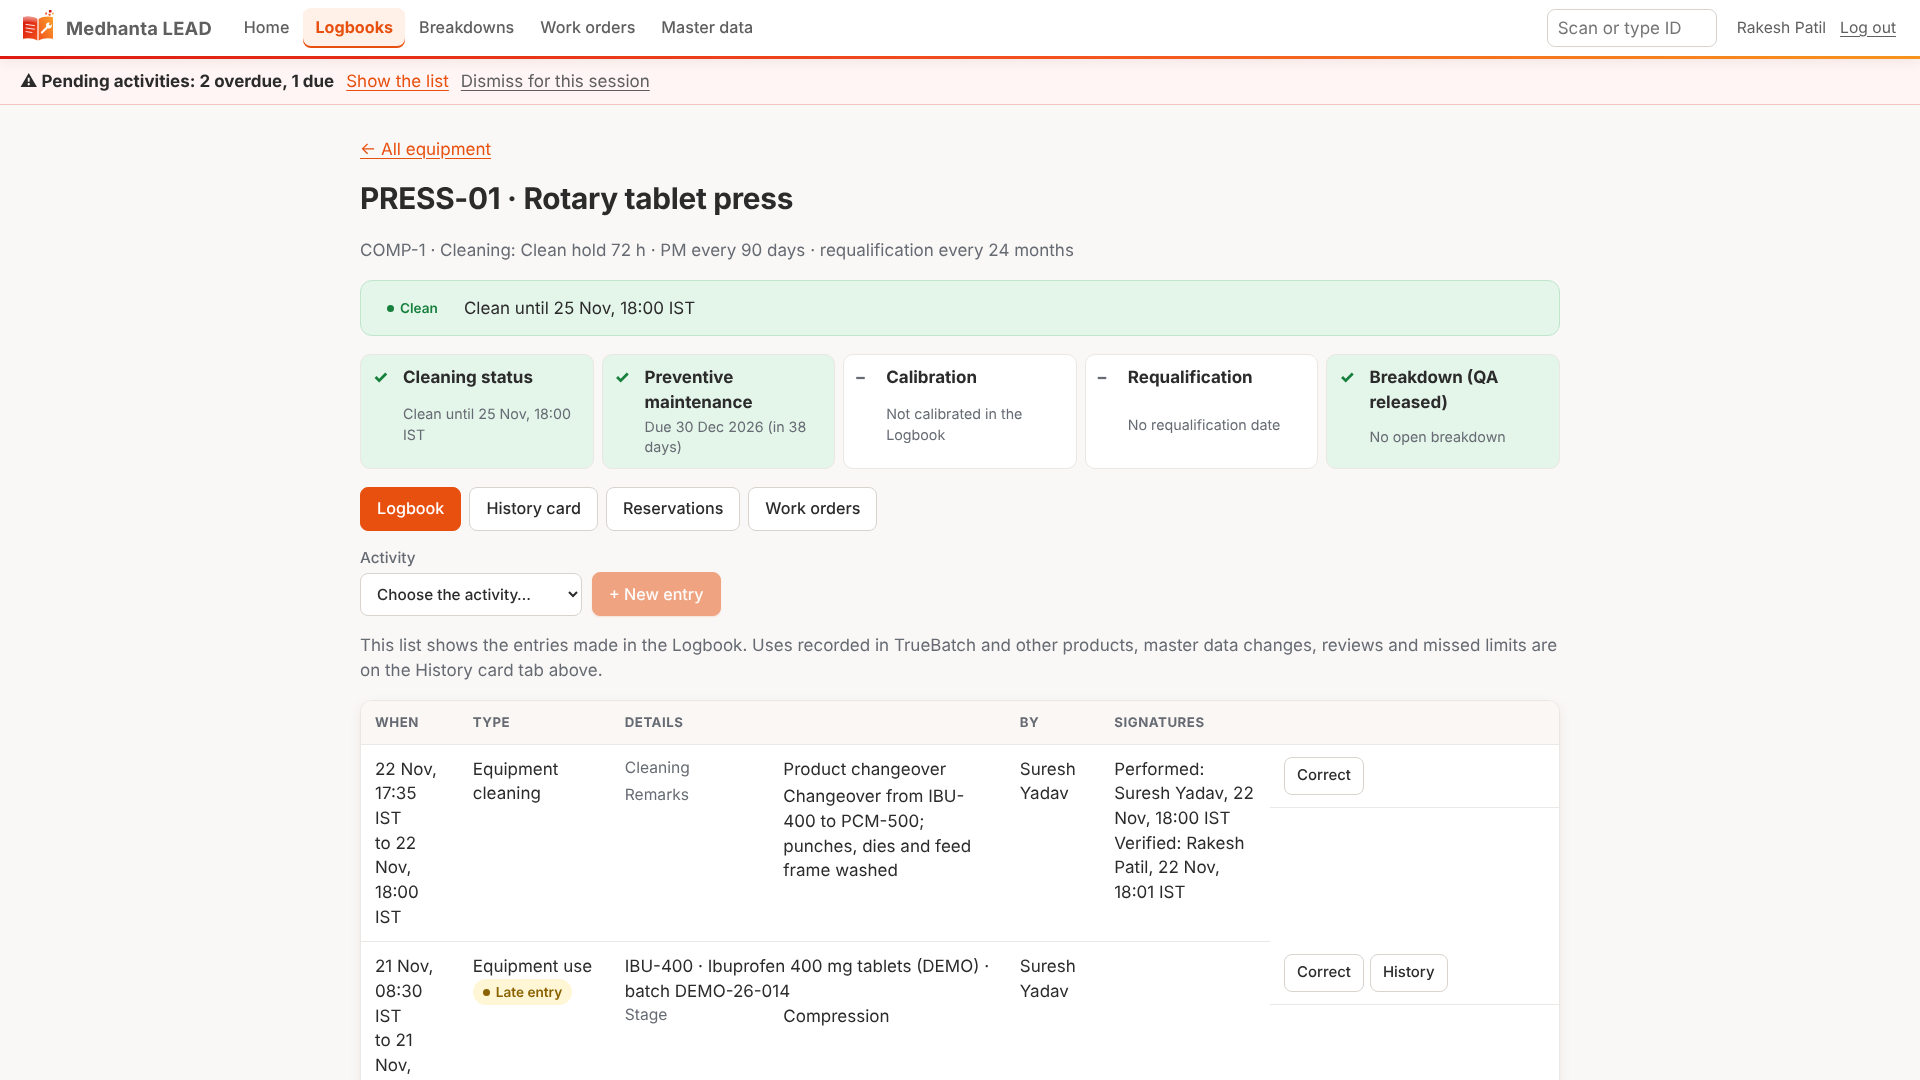 Medhanta LEAD Home Logbooks Breakdowns Work orders Master data Scan or type ID Rakesh Patil Log out
⚠ Pending activities: 2 overdue, 1 due Show the list Dismiss for this session
← All equipment
PRESS-01 · Rotary tablet press
COMP-1 · Cleaning: Clean hold 72 h · PM every 90 days · requalification every 24 months
Clean Clean until 25 Nov, 18:00 IST
✓ Cleaning status
Clean until 25 Nov, 18:00
IST
✓ Preventive
maintenance
Due 30 Dec 2026 (in 38
days)
– Calibration
Not calibrated in the
Logbook
– Requalification
No requalification date
✓ Breakdown (QA
released)
No open breakdown
Logbook History card Reservations Work orders
Activity
Choose the activity... + New entry
This list shows the entries made in the Logbook. Uses recorded in TrueBatch and other products, master data changes, reviews and missed limits are
on the History card tab above.
WHEN TYPE DETAILS BY SIGNATURES
22 Nov,
17:35
IST
to 22
Nov,
18:00
IST
Equipment
cleaning
Cleaning Product changeover
Remarks Changeover from IBU-
400 to PCM-500;
punches, dies and feed
frame washed
Suresh
Yadav
Performed:
Suresh Yadav, 22
Nov, 18:00 IST
Verified: Rakesh
Patil, 22 Nov,
18:01 IST
Correct
21 Nov,
08:30
IST
to 21
Nov,
Equipment use
Late entry
IBU-400 · Ibuprofen 400 mg tablets (DEMO) ·
batch DEMO-26-014
Stage Compression
Suresh
Yadav
Correct History